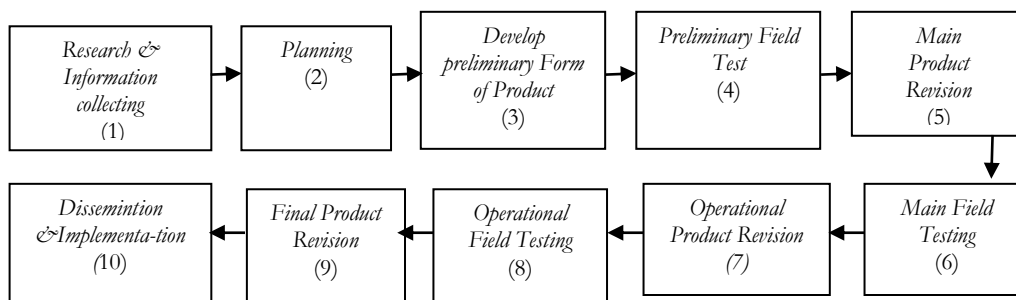 Research &
Information
collecting
(1)
Planning
(2)
Develop
preliminary Form
of Product
(3)
Preliminary Field
Test
(4)
Main
Product
Revision
(5)
Main Field
Testing
(6)
Operational
Product Revision
(7)
Operational
Field Testing
(8)
Final Product
Revision
(9)
Dissemintion
&Implementa-tion
(10)